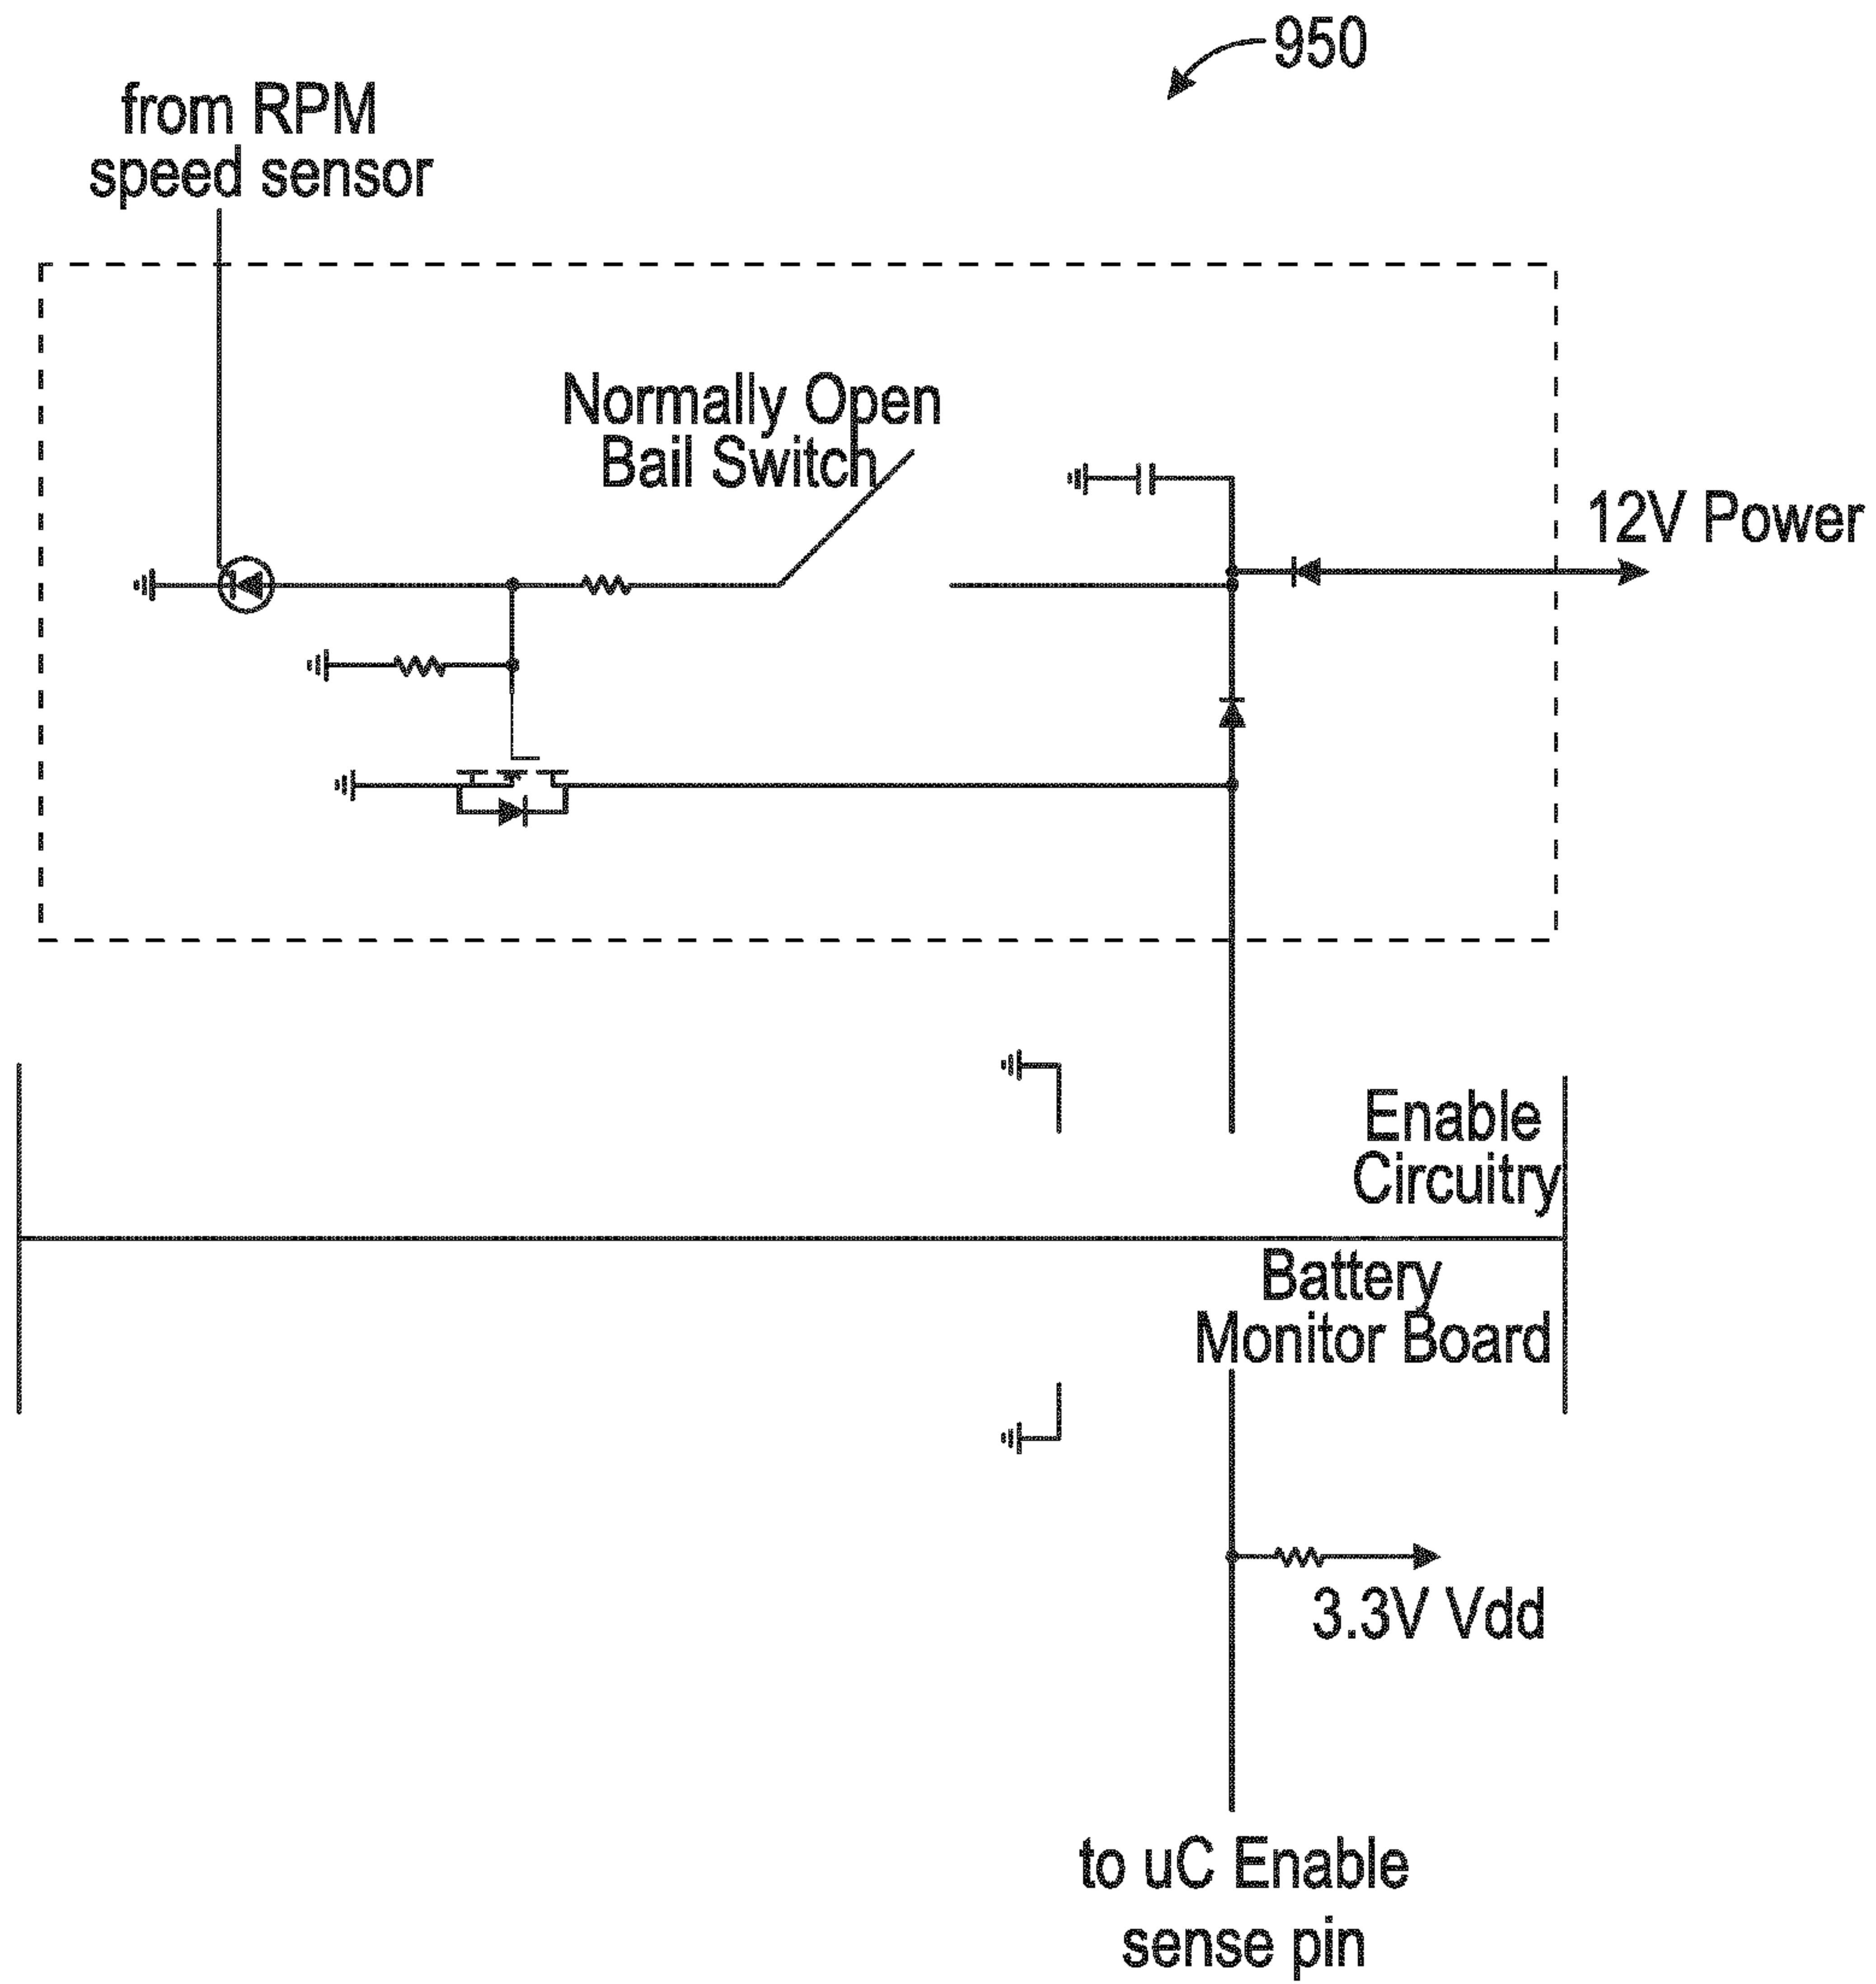 950
from RPM
speed sensor
Normally Open
Bail Switch
12V Power
Enable
Circuitry
Battery
Monitor Board
3.3V Vdd
to uC Enable
sense pin